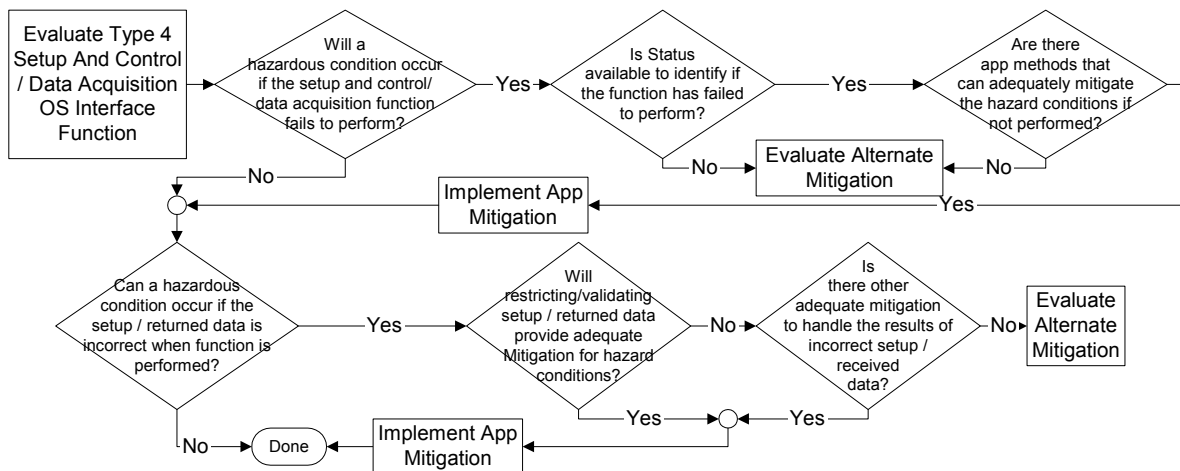 Evaluate Type 4
Setup And Control
/ Data Acquisition
OS Interface
Function
Will a
hazardous condition occur
if the setup and control/
data acquisition function
fails to perform?
Yes
Is Status
available to identify if
the function has failed
to perform?
Yes
Are there
app methods that
can adequately mitigate
the hazard conditions if
not performed?
No
No
Evaluate Alternate
Mitigation
No
Implement App
Mitigation
Yes
Can a hazardous
condition occur if the
setup / returned data is
incorrect when function is
performed?
Yes
Will
restricting/validating
setup / returned data
provide adequate
Mitigation for hazard
conditions?
No
Is
there other
adequate mitigation
to handle the results of
incorrect setup /
received
data?
No
Evaluate
Alternate
Mitigation
Yes
Yes
No
Done
Implement App
Mitigation